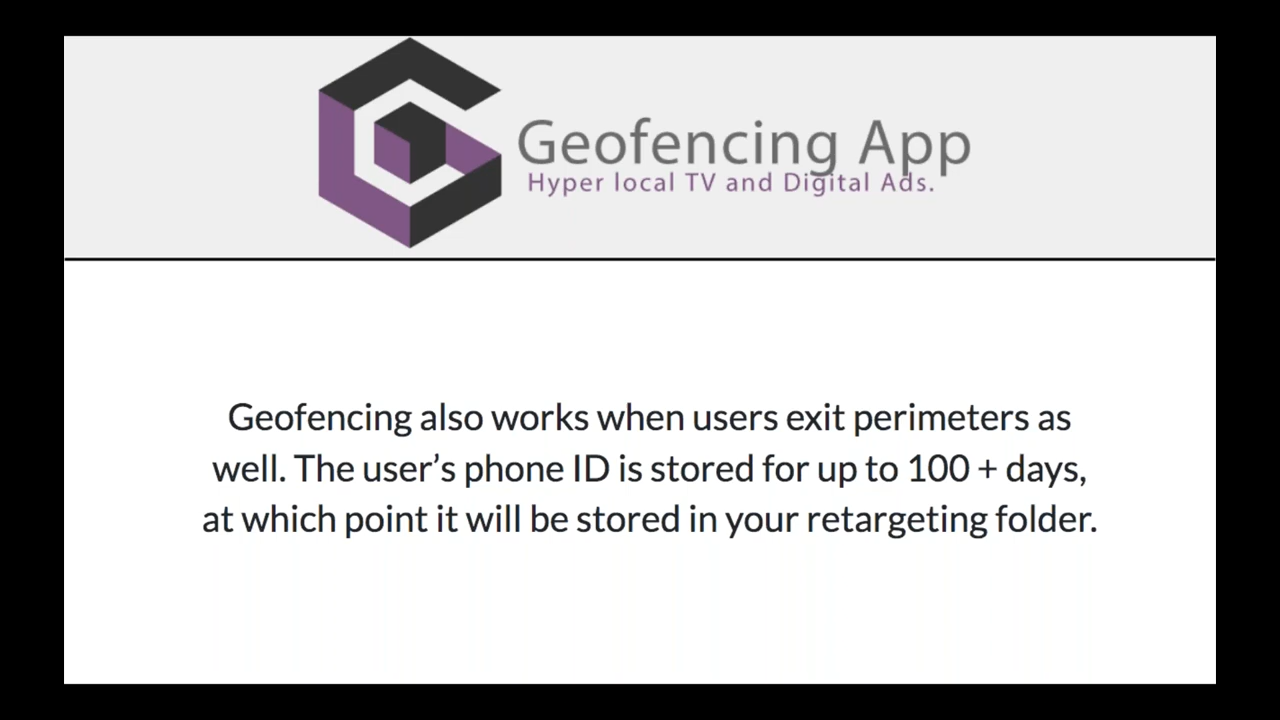 Geofencing App
Hyper local TV and Digital Ads.
Geofencing also works when users exit perimeters as
well. The user’s phone ID is stored for up to 100 + days,
at which point it will be stored in your retargeting folder.